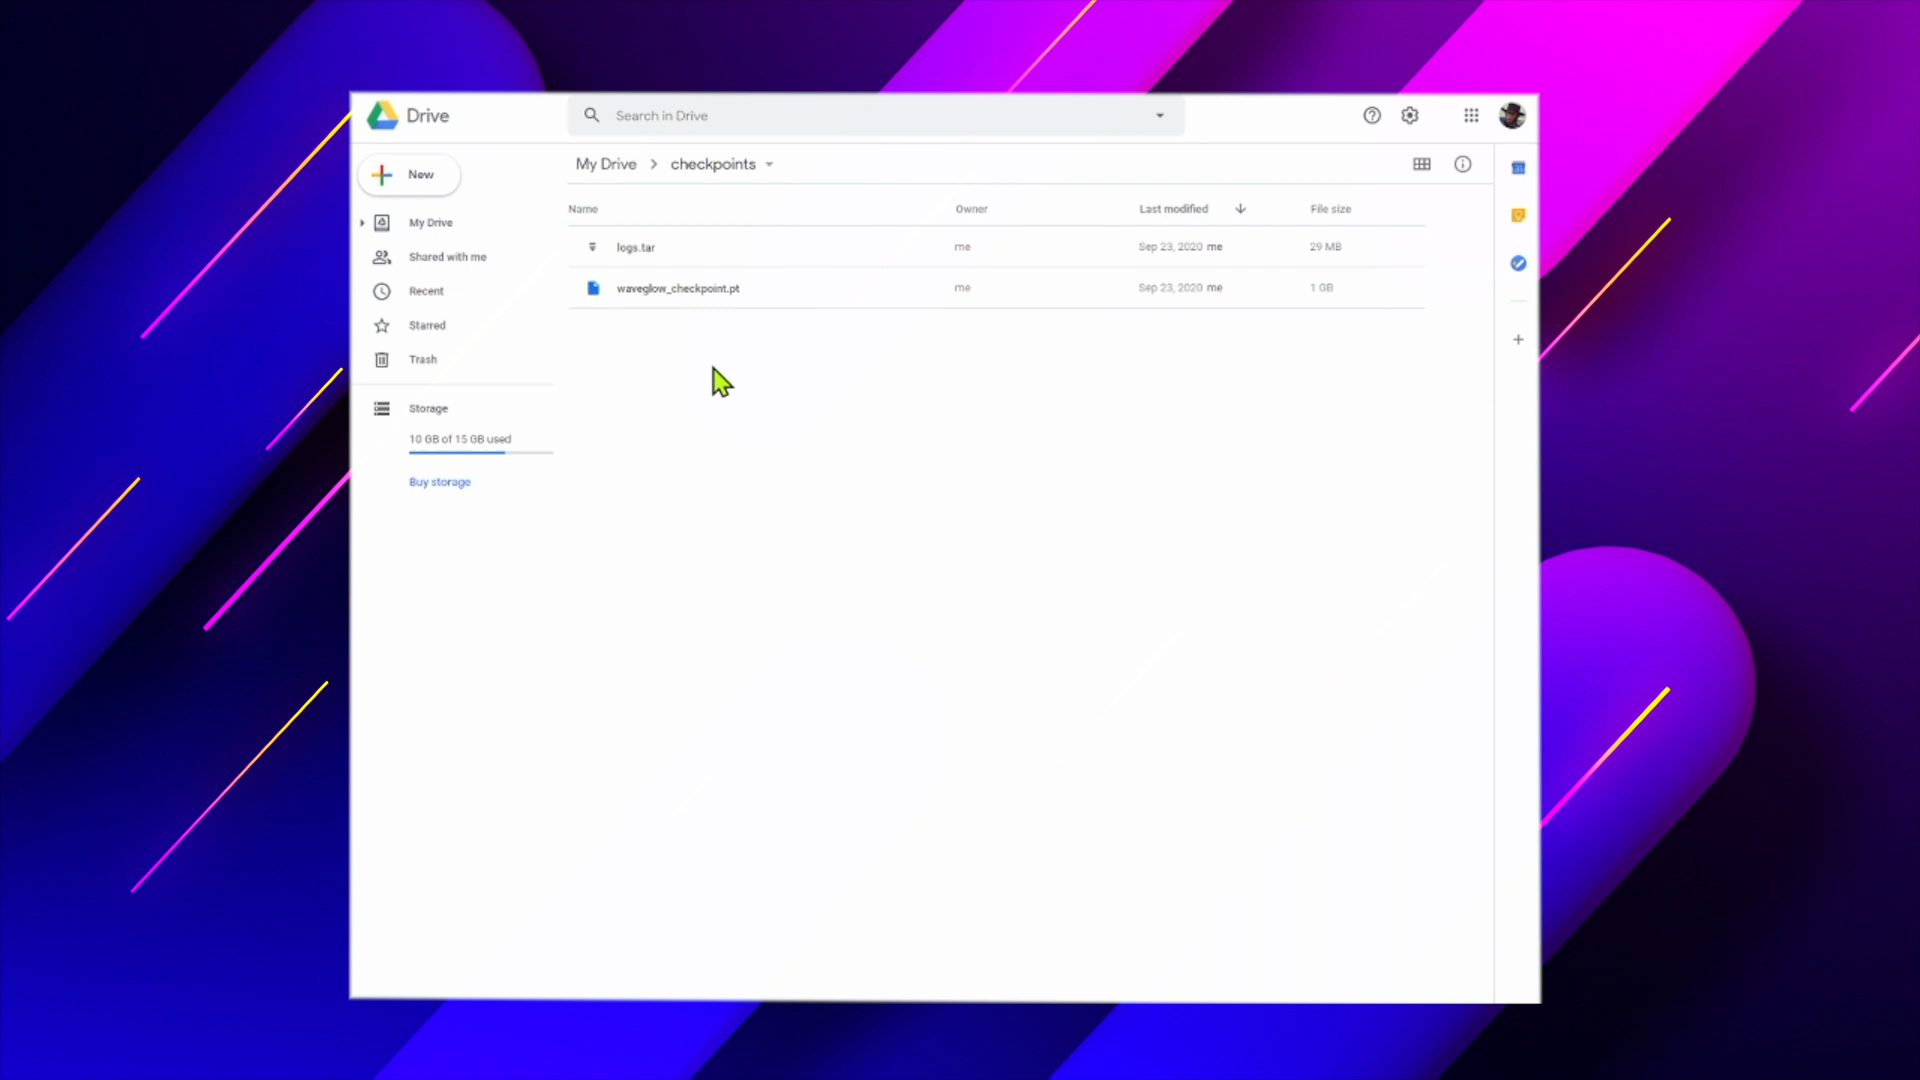 Drive
Search in Drive
New
My Drive
Shared with me
Recent
Starred
Trash
Storage
10 GB of 15 GB used
Buy storage
My Drive > checkpoints
Name Owner Last modified File size
logs.tar me Sep 23, 2020 me 29 MB
waveglow_checkpoint.pt me Sep 23, 2020 me 1 GB